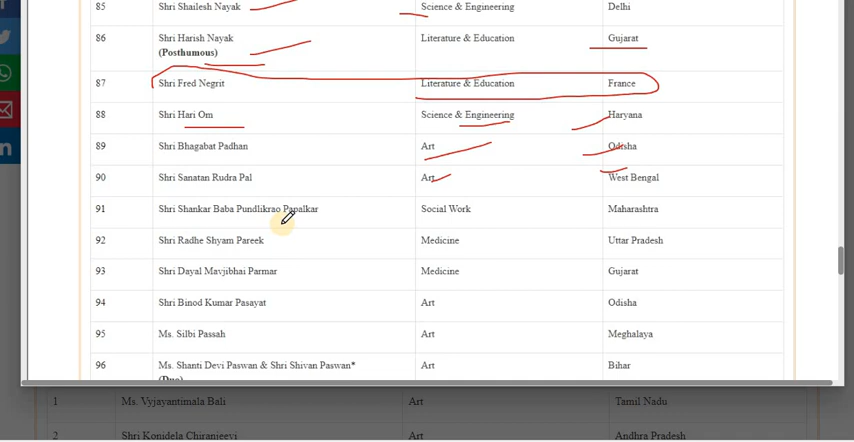 85 Shri Shailesh Nayak Science & Engineering Delhi
86 Shri Harish Nayak Literature & Education Gujarat
(Posthumous)
87 Shri Fred Negrit Literature & Education France
88 Shri Hari Om Science & Engineering Haryana
89 Shri Bhagabat Padhan Art Odisha
90 Shri Sanatan Rudra Pal Art West Bengal
91 Shri Shankar Baba Pundlikrao Papalkar Social Work Maharashtra
92 Shri Radhe Shyam Pareek Medicine Uttar Pradesh
93 Shri Dayal Mavjibhai Parmar Medicine Gujarat
94 Shri Binod Kumar Pasayat Art Odisha
95 Ms. Silbi Passah Art Meghalaya
96 Ms. Shanti Devi Paswan & Shri Shivan Paswan* Art Bihar
(Duo)
1 Ms. Vyjayantimala Bali Art Tamil Nadu
2 Shri Konidela Chiranjeevi Art Andhra Pradesh